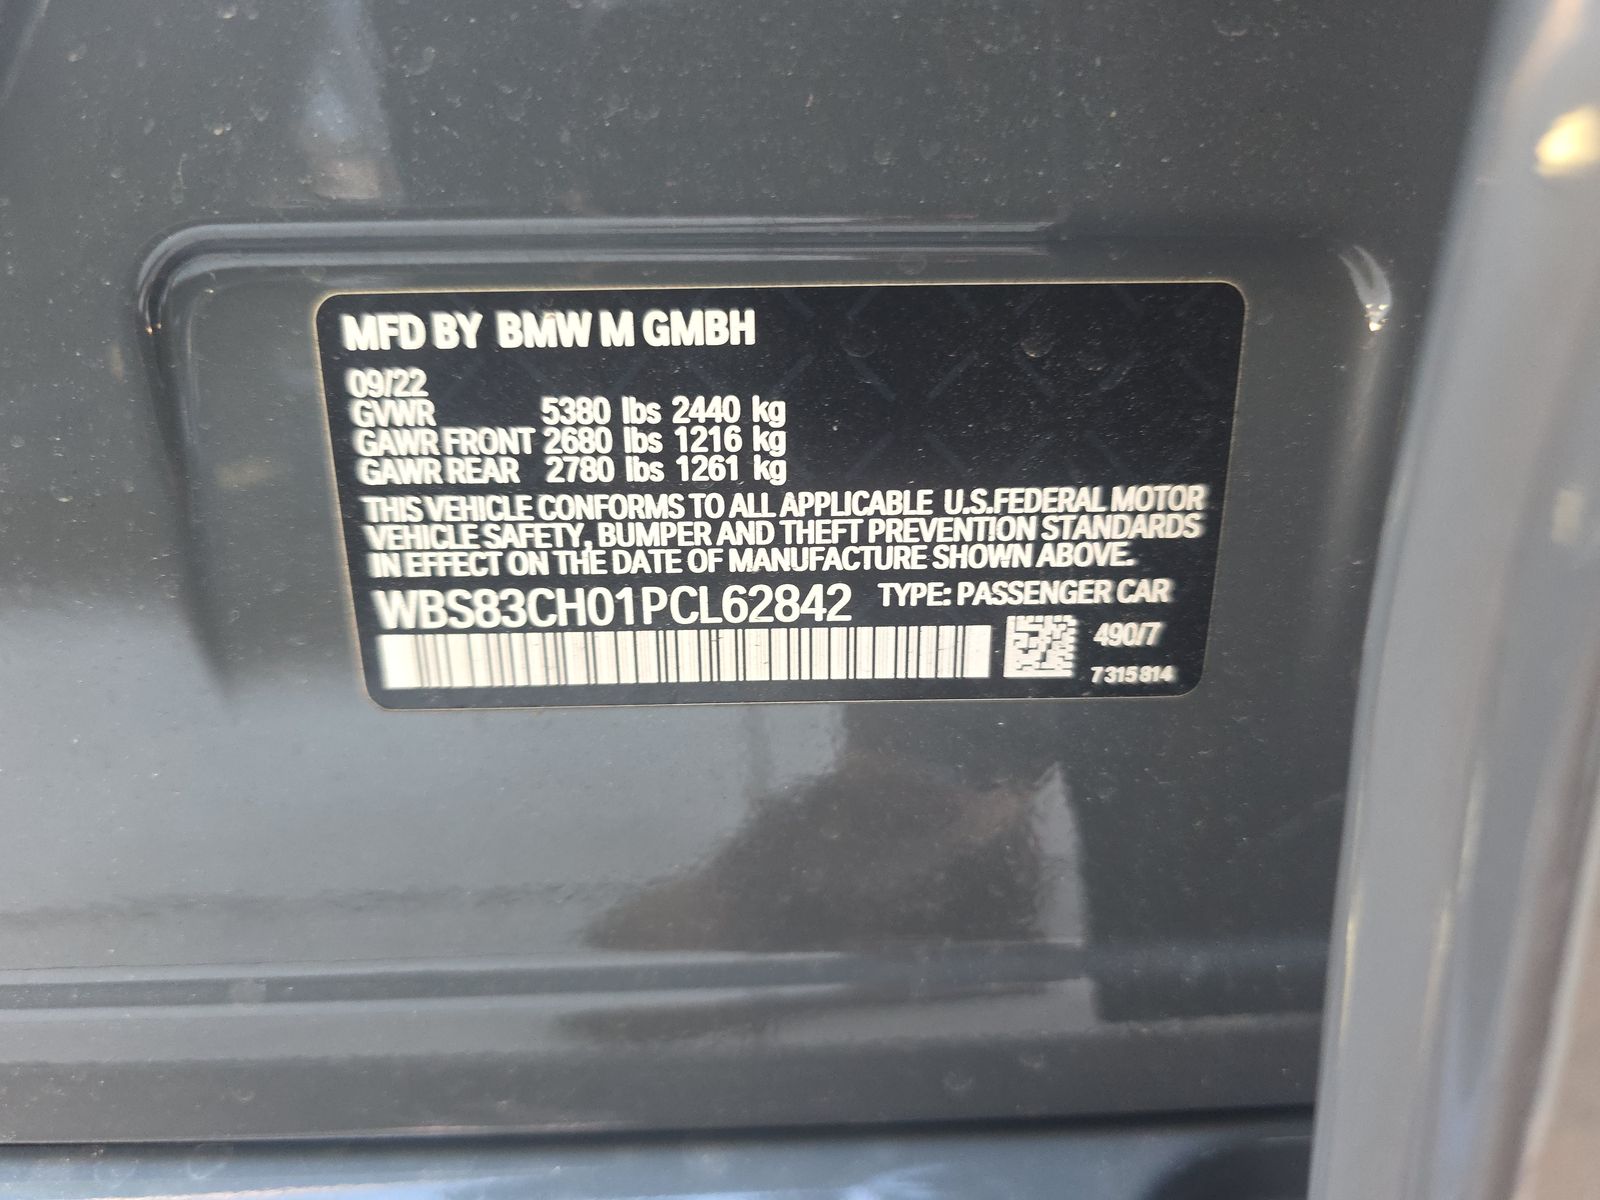 MFD BY BMW M GMBH
09/22
GVWR 5380 lbs 2440 kg
GAWR FRONT 2680 lbs 1216 kg
GAWR REAR 2780 lbs 1261 kg
THIS VEHICLE CONFORMS TO ALL APPLICABLE U.S.FEDERAL MOTOR
VEHICLE SAFETY, BUMPER AND THEFT PREVENTION STANDARDS
IN EFFECT ON THE DATE OF MANUFACTURE SHOWN ABOVE.
WBS83CH01PCL62842 TYPE: PASSENGER CAR
490/7
7 315 814